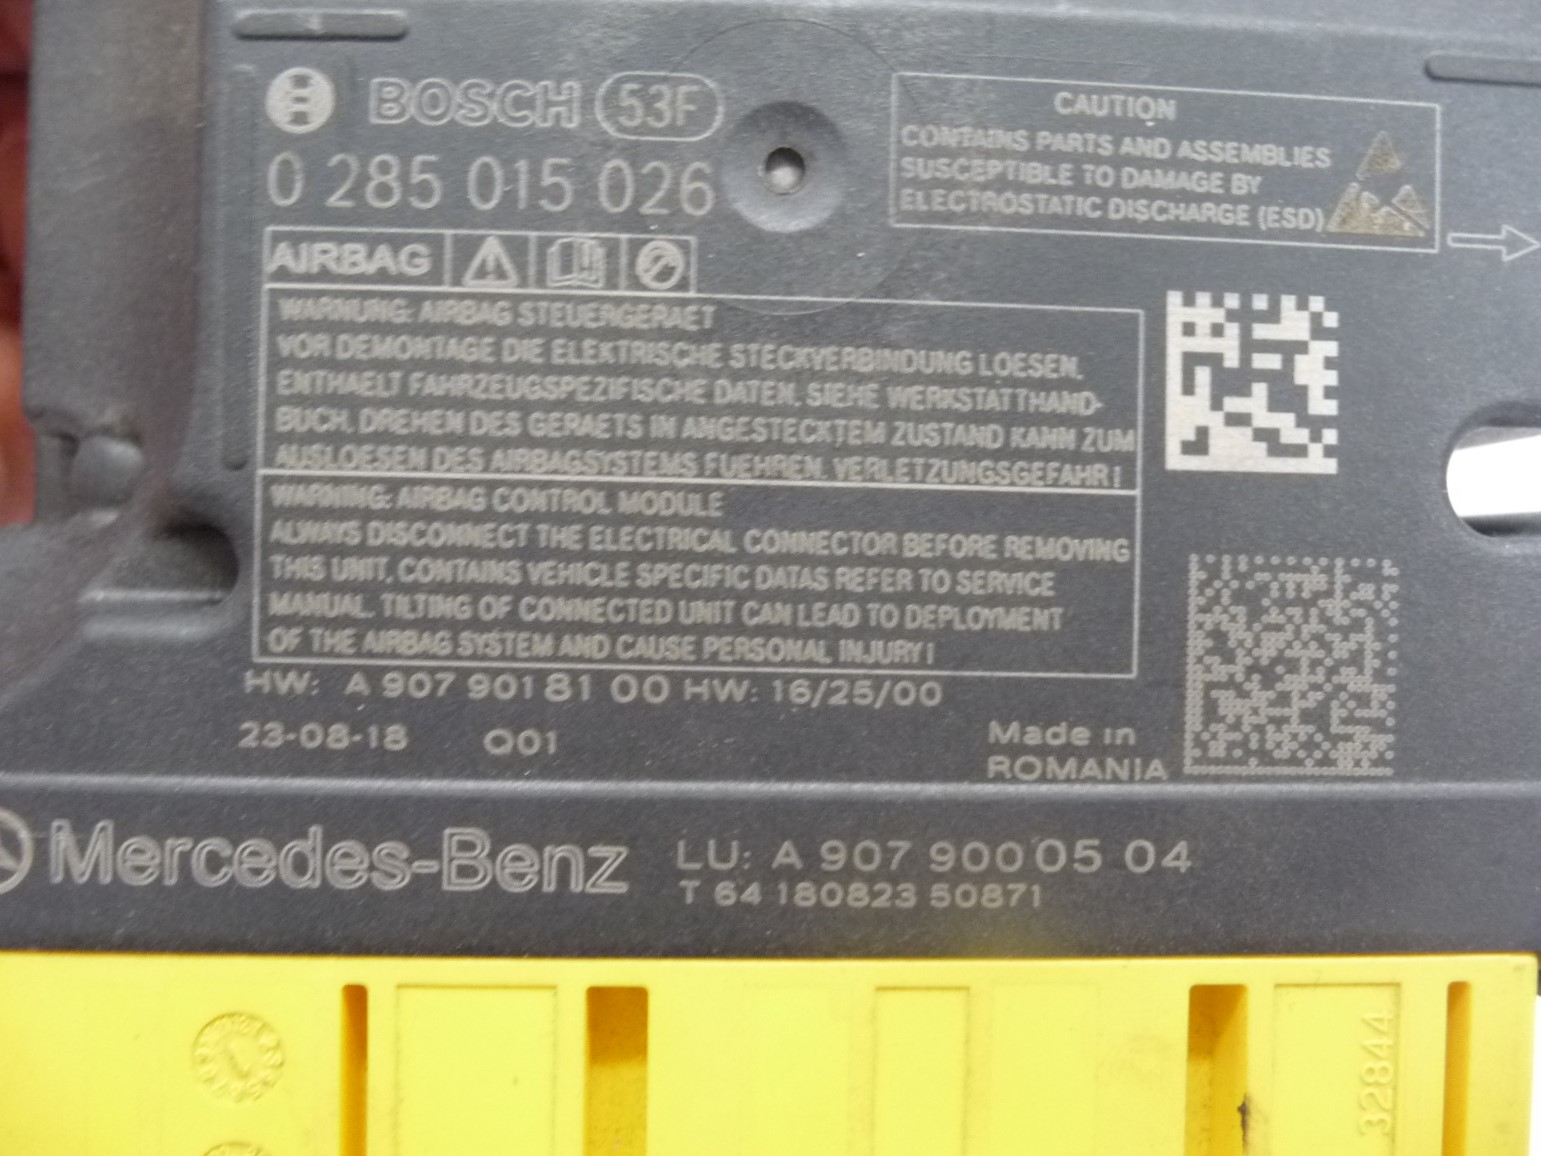 BOSCH 53F
0 285 015 026
CAUTION
CONTAINS PARTS AND ASSEMBLIES
SUSCEPTIBLE TO DAMAGE BY
ELECTROSTATIC DISCHARGE (ESD)
AIRBAG
WARNUNG: AIRBAG STEUERGERAET
VOR DEMONTAGE DIE ELEKTRISCHE STECKVERBINDUNG LOESEN.
ENTHAELT FAHRZEUGSPEZIFISCHE DATEN. SIEHE WERKSTATTHAND-
BUCH. DREHEN DES GERAETS IN ANGESTECKTEM ZUSTAND KANN ZUM
AUSLOESEN DES AIRBAGSYSTEMS FUEHREN. VERLETZUNGSGEFAHR!
WARNING: AIRBAG CONTROL MODULE
ALWAYS DISCONNECT THE ELECTRICAL CONNECTOR BEFORE REMOVING
THIS UNIT. CONTAINS VEHICLE SPECIFIC DATAS REFER TO SERVICE
MANUAL. TILTING OF CONNECTED UNIT CAN LEAD TO DEPLOYMENT
OF THE AIRBAG SYSTEM AND CAUSE PERSONAL INJURY!
HW: A 907 901 81 00 HW: 16/25/00
23-08-18 Q01
Made in
ROMANIA
Mercedes-Benz LU: A 907 900 05 04
T 64 180823 50871
32844